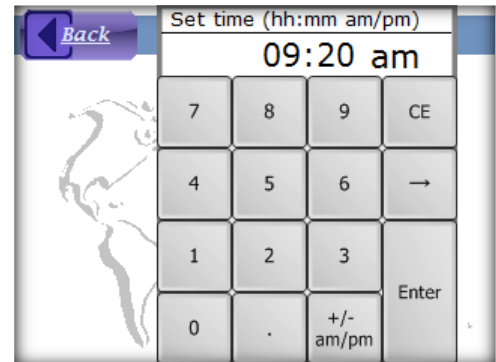 Back
Set time (hh:mm am/pm)
09:20 am
7 8 9 CE
4 5 6 →
1 2 3
Enter
0 . +/- am/pm